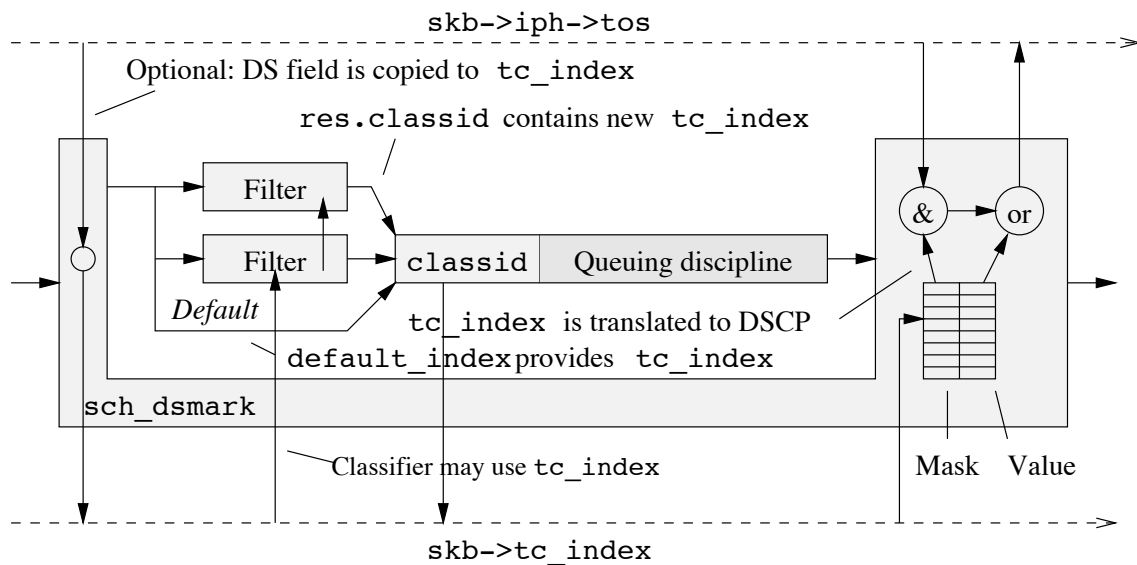 skb->iph->tos
Optional: DS field is copied to tc_index
res.classid contains new tc_index
Filter
& or
Filter
classid Queuing discipline
Default
tc_index is translated to DSCP
default_index provides tc_index
sch_dsmark
Classifier may use tc_index
Mask Value
skb->tc_index